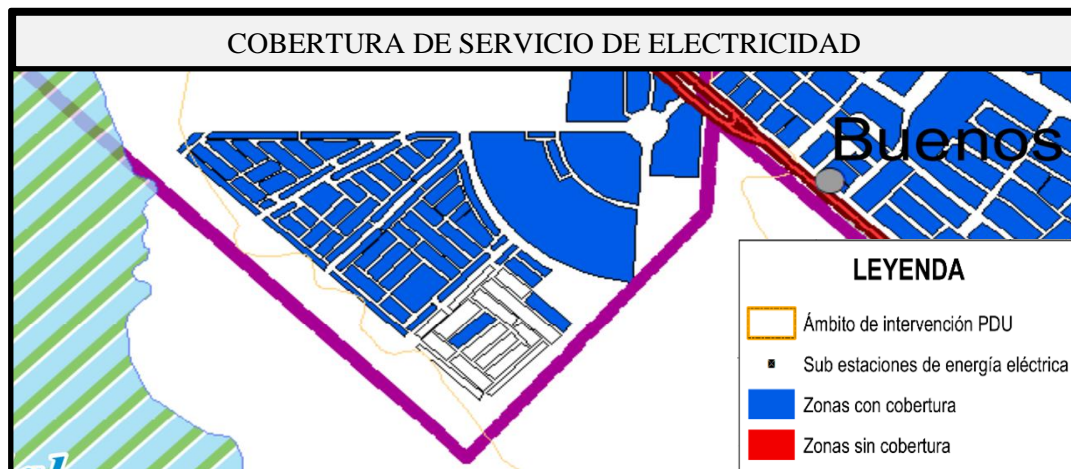 COBERTURA DE SERVICIO DE ELECTRICIDAD
Buenos
LEYENDA
Ámbito de intervención PDU
Sub estaciones de energía eléctrica
Zonas con cobertura
Zonas sin cobertura